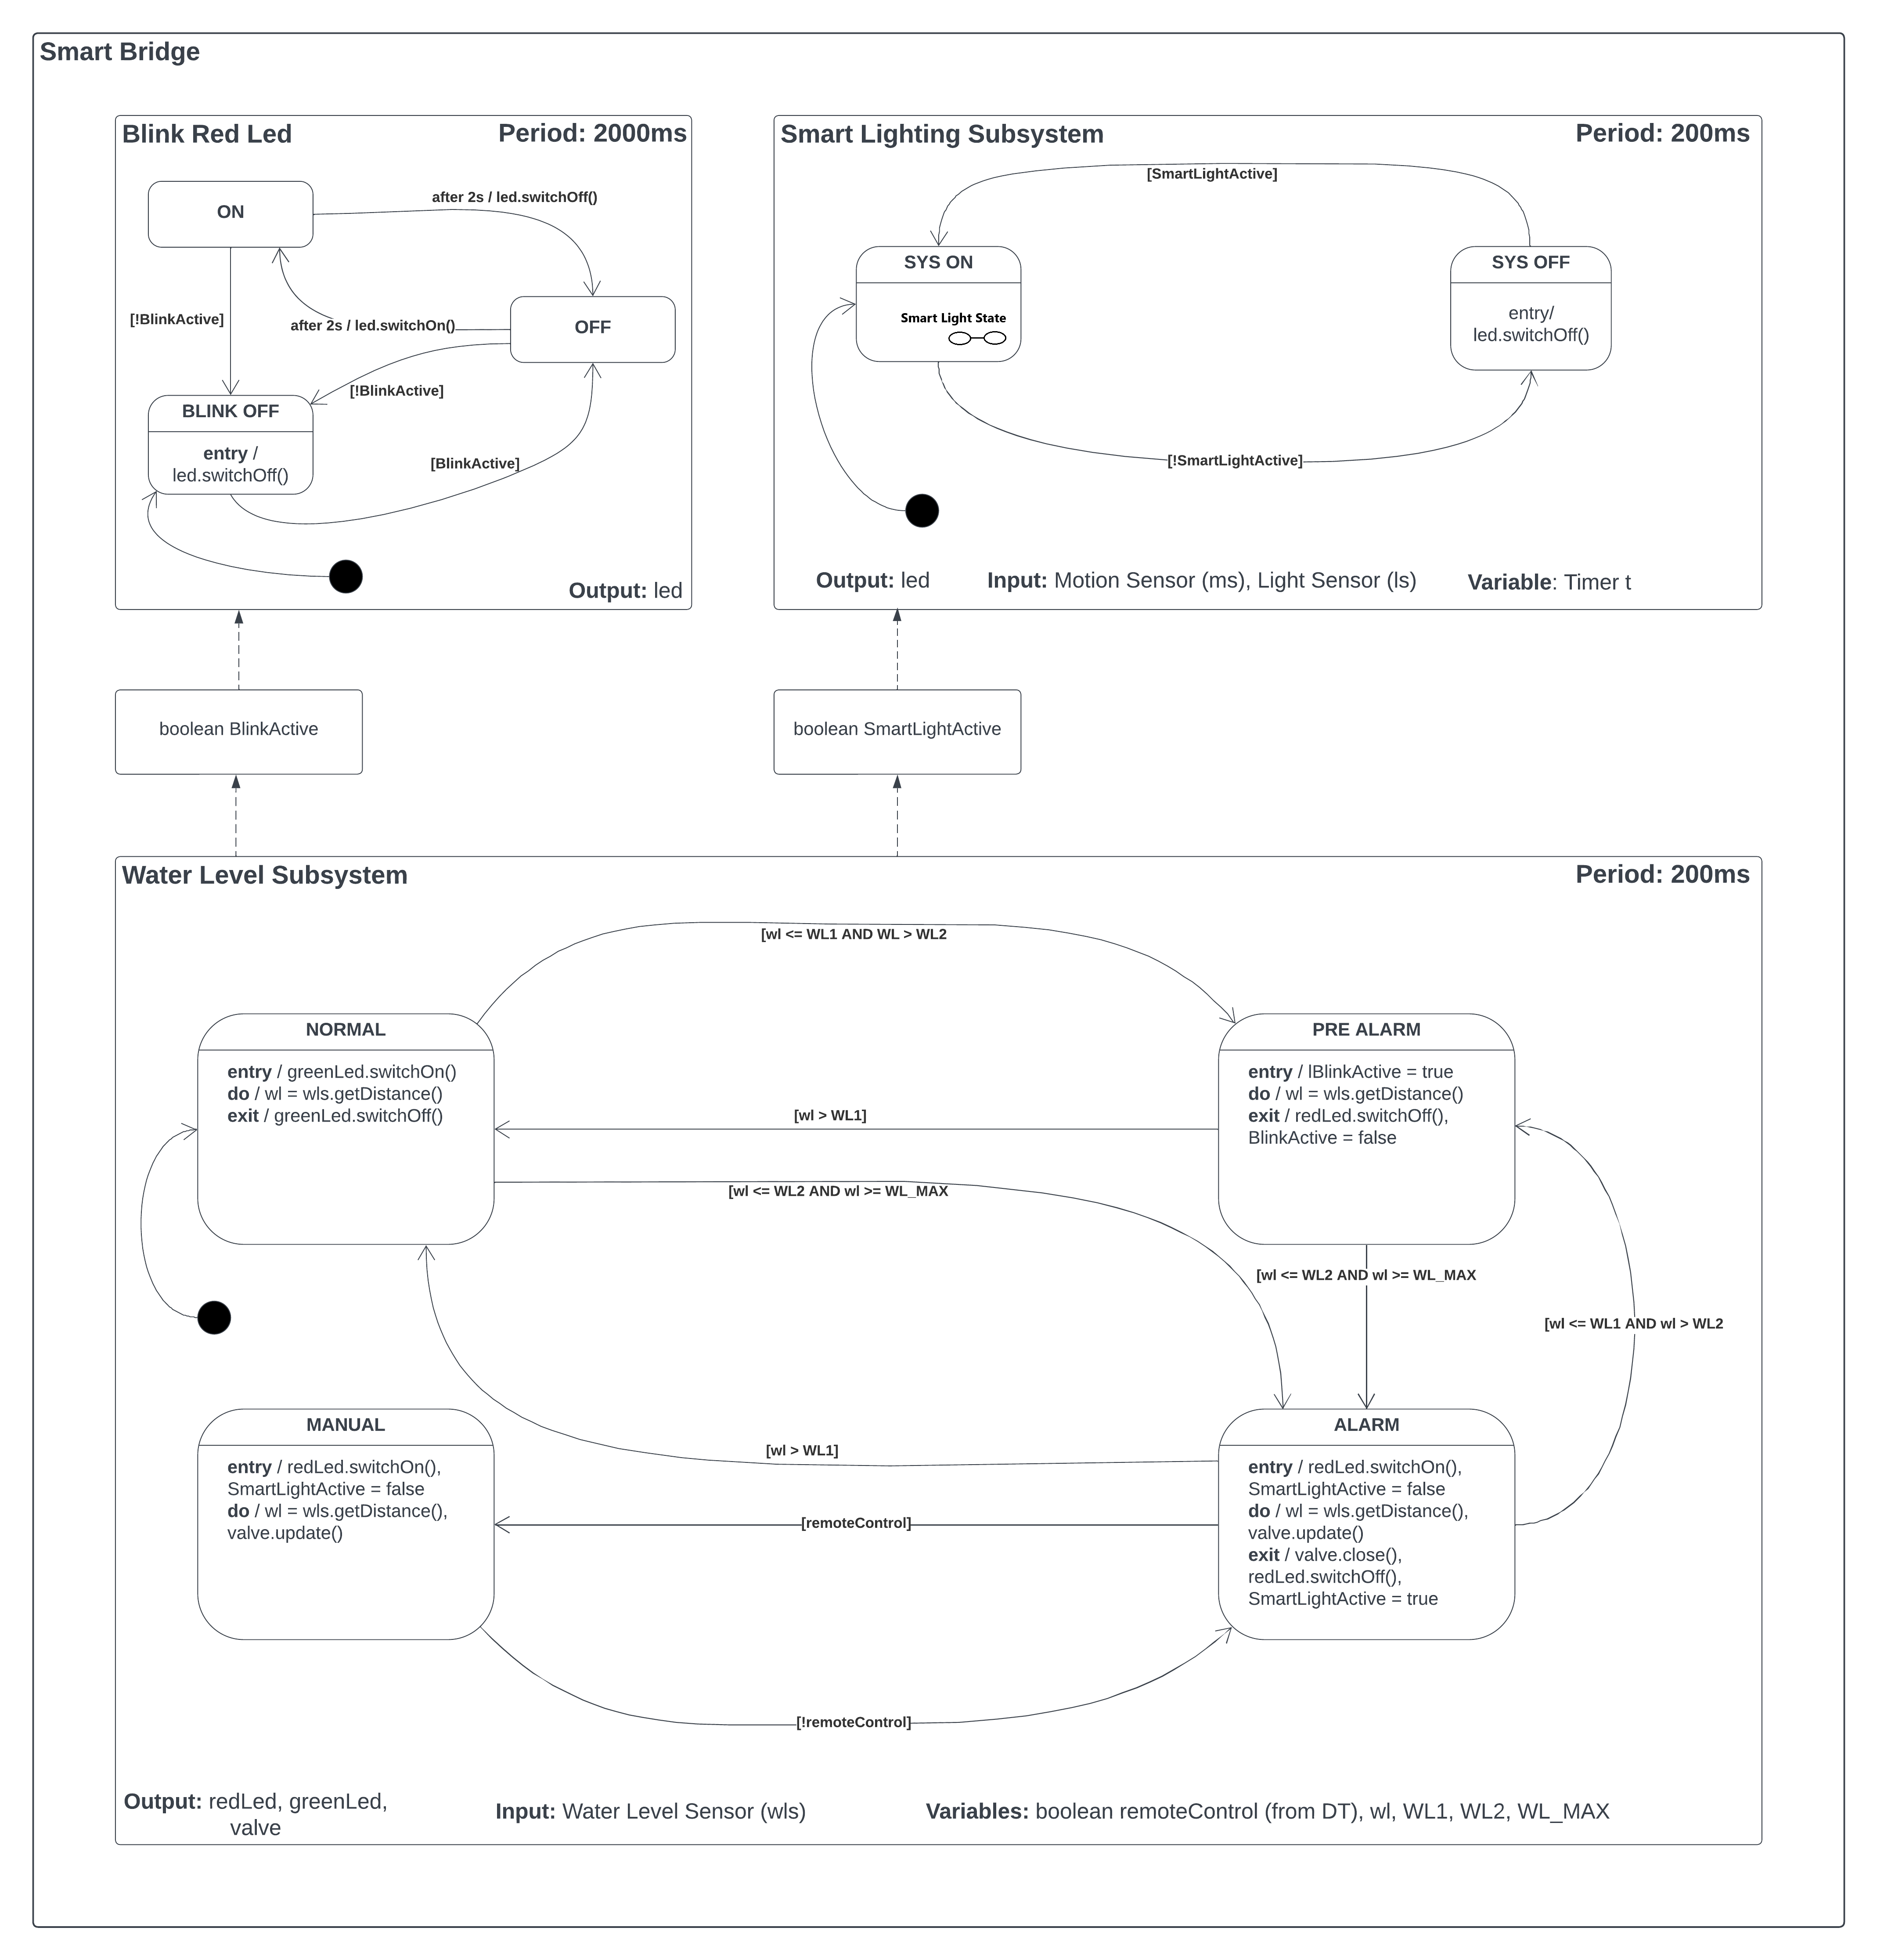 Smart Bridge
Blink Red Led
Period: 2000ms
ON
after 2s / led.switchOff()
[!BlinkActive]
after 2s / led.switchOn()
OFF
[!BlinkActive]
BLINK OFF
entry /
led.switchOff()
[BlinkActive]
Output: led
Smart Lighting Subsystem
Period: 200ms
[SmartLightActive]
SYS ON
Smart Light State
SYS OFF
entry/
led.switchOff()
[!SmartLightActive]
Output: led
Input: Motion Sensor (ms), Light Sensor (ls)
Variable: Timer t
boolean BlinkActive
boolean SmartLightActive
Water Level Subsystem
Period: 200ms
[wl <= WL1 AND WL > WL2
NORMAL
entry / greenLed.switchOn()
do / wl = wls.getDistance()
exit / greenLed.switchOff()
PRE ALARM
entry / lBlinkActive = true
do / wl = wls.getDistance()
exit / redLed.switchOff(),
BlinkActive = false
[wl > WL1]
[wl <= WL2 AND wl >= WL_MAX
[wl <= WL2 AND wl >= WL_MAX
[wl <= WL1 AND wl > WL2
MANUAL
entry / redLed.switchOn(),
SmartLightActive = false
do / wl = wls.getDistance(),
valve.update()
[wl > WL1]
[remoteControl]
ALARM
entry / redLed.switchOn(),
SmartLightActive = false
do / wl = wls.getDistance(),
valve.update()
exit / valve.close(),
redLed.switchOff(),
SmartLightActive = true
[!remoteControl]
Output: redLed, greenLed,
valve
Input: Water Level Sensor (wls)
Variables: boolean remoteControl (from DT), wl, WL1, WL2, WL_MAX